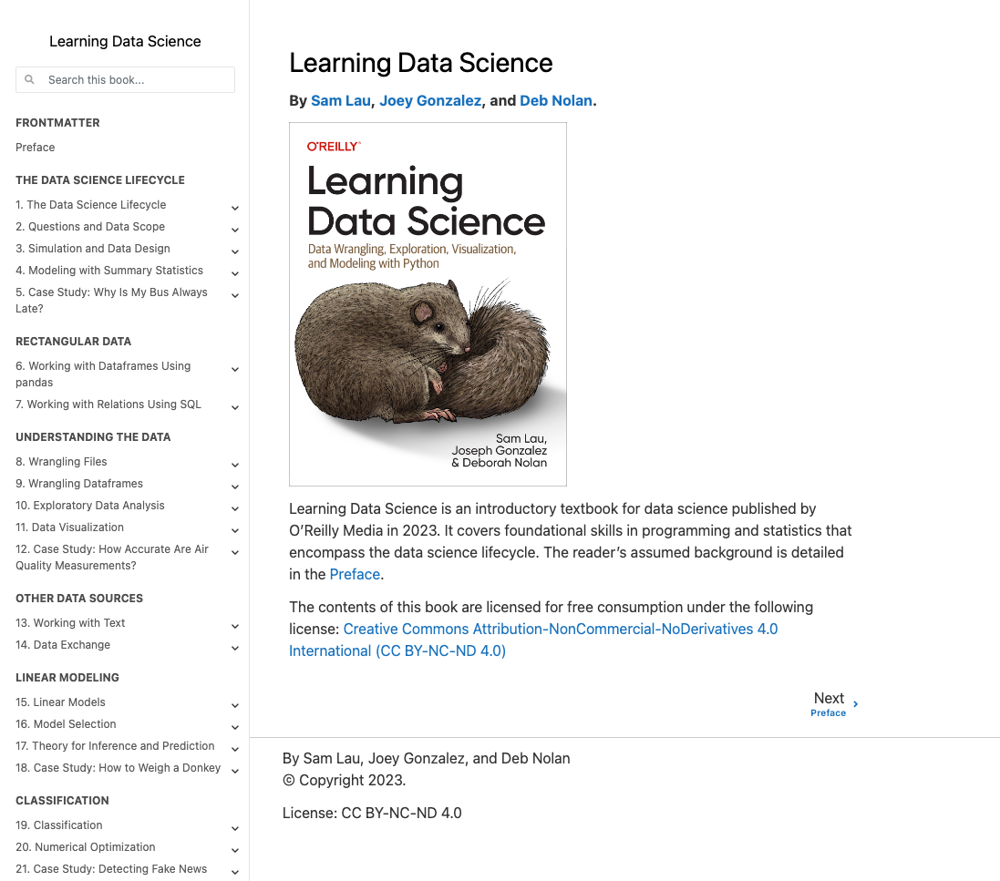 Learning Data Science
Search this book...
FRONTMATTER
Preface
THE DATA SCIENCE LIFECYCLE
1. The Data Science Lifecycle
2. Questions and Data Scope
3. Simulation and Data Design
4. Modeling with Summary Statistics
5. Case Study: Why Is My Bus Always
Late?
RECTANGULAR DATA
6. Working with Dataframes Using
pandas
7. Working with Relations Using SQL
UNDERSTANDING THE DATA
8. Wrangling Files
9. Wrangling Dataframes
10. Exploratory Data Analysis
11. Data Visualization
12. Case Study: How Accurate Are Air
Quality Measurements?
OTHER DATA SOURCES
13. Working with Text
14. Data Exchange
LINEAR MODELING
15. Linear Models
16. Model Selection
17. Theory for Inference and Prediction
18. Case Study: How to Weigh a Donkey
CLASSIFICATION
19. Classification
20. Numerical Optimization
21. Case Study: Detecting Fake News
Learning Data Science
By Sam Lau, Joey Gonzalez, and Deb Nolan.
O'REILLY®
Learning
Data Science
Data Wrangling, Exploration, Visualization,
and Modeling with Python
Sam Lau,
Joseph Gonzalez
& Deborah Nolan
Learning Data Science is an introductory textbook for data science published by
O’Reilly Media in 2023. It covers foundational skills in programming and statistics that
encompass the data science lifecycle. The reader’s assumed background is detailed
in the Preface.
The contents of this book are licensed for free consumption under the following
license: Creative Commons Attribution-NonCommercial-NoDerivatives 4.0
International (CC BY-NC-ND 4.0)
Next
Preface
By Sam Lau, Joey Gonzalez, and Deb Nolan
© Copyright 2023.
License: CC BY-NC-ND 4.0